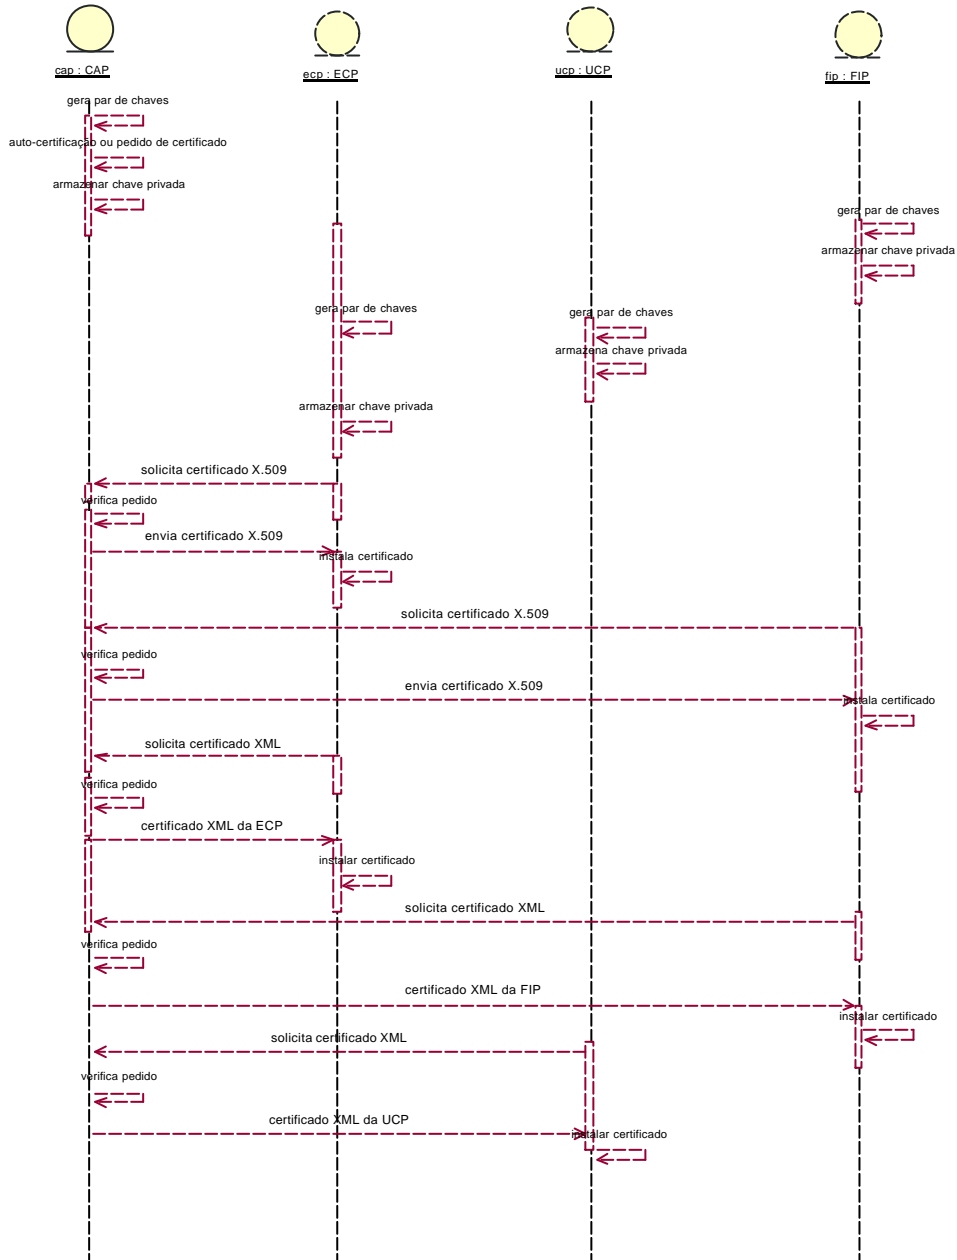 cap : CAP
ecp : ECP
ucp : UCP
fip : FIP
gera par de chaves
auto-certificação ou pedido de certificado
armazenar chave privada
gera par de chaves
armazenar chave privada
gera par de chaves
gera par de chaves
armazena chave privada
armazenar chave privada
solicita certificado X.509
verifica pedido
envia certificado X.509
instala certificado
solicita certificado X.509
verifica pedido
envia certificado X.509
instala certificado
solicita certificado XML
verifica pedido
certificado XML da ECP
instalar certificado
solicita certificado XML
verifica pedido
certificado XML da FIP
instalar certificado
solicita certificado XML
verifica pedido
certificado XML da UCP
instalar certificado